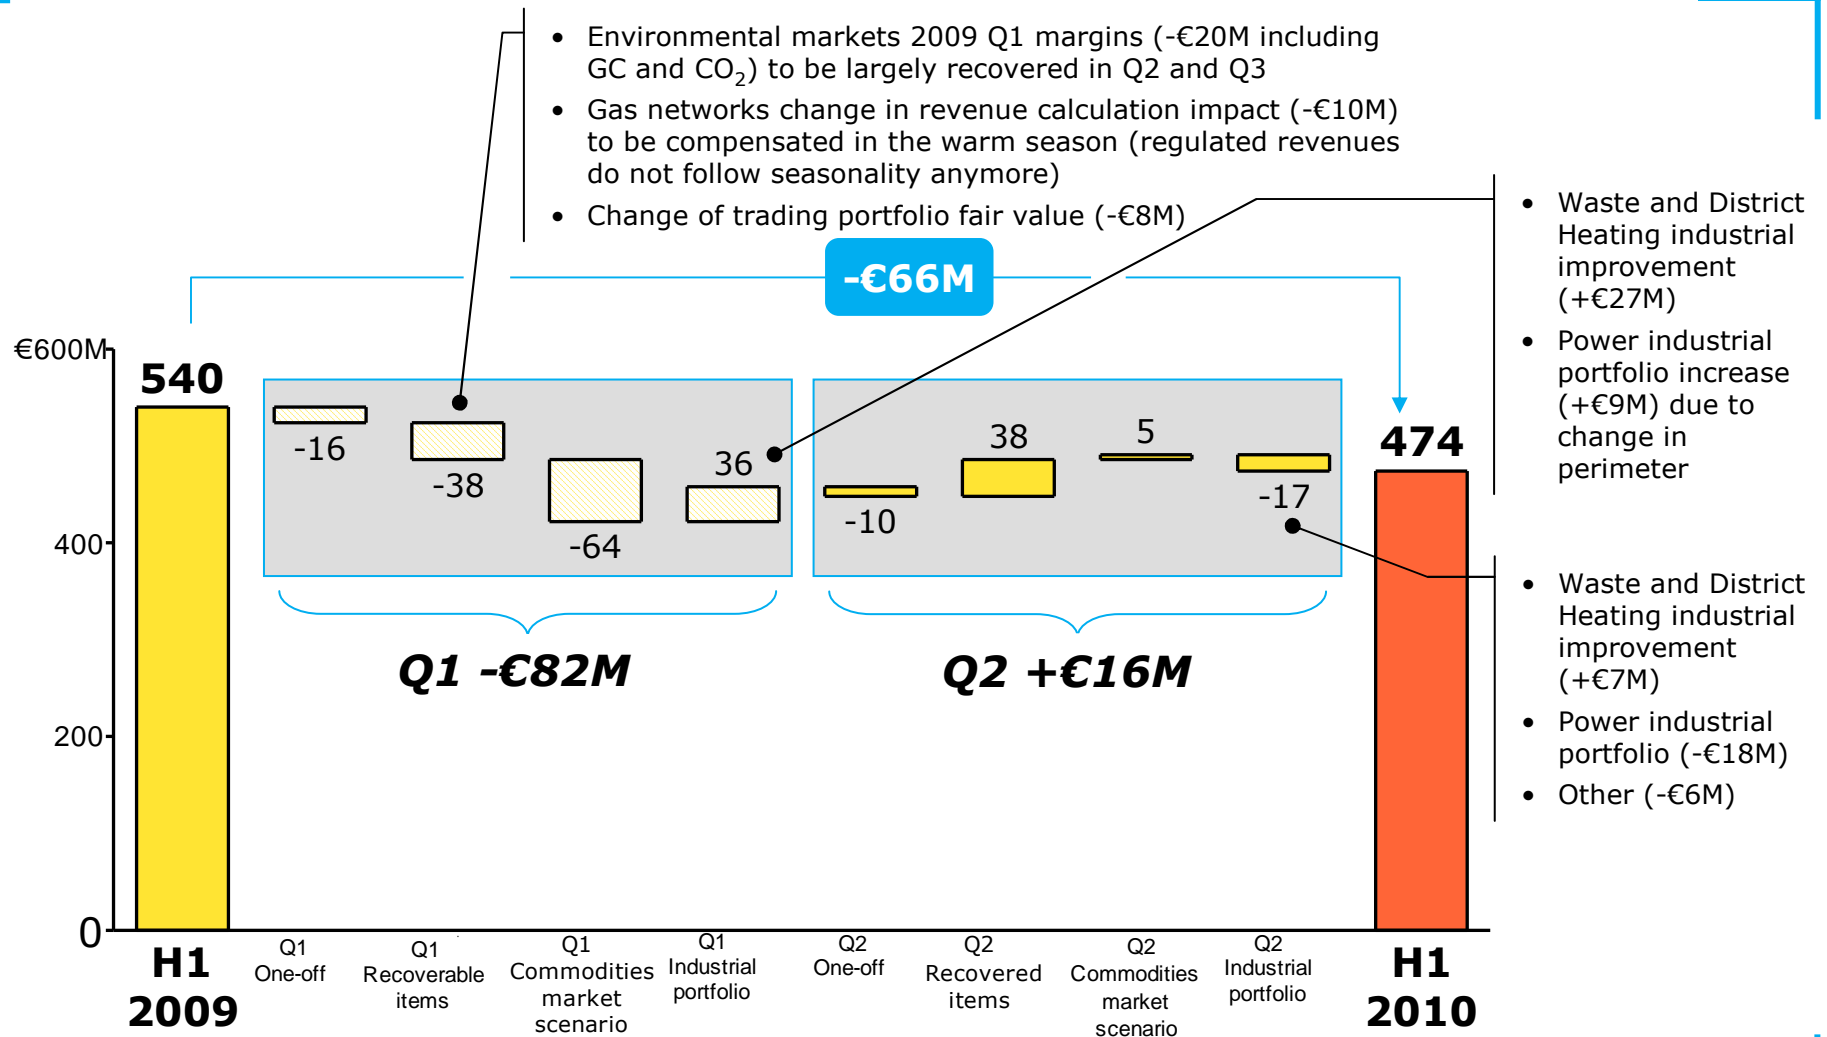 • Environmental markets 2009 Q1 margins (-€20M including
GC and CO2) to be largely recovered in Q2 and Q3
• Gas networks change in revenue calculation impact (-€10M)
to be compensated in the warm season (regulated revenues
do not follow seasonality anymore)
• Change of trading portfolio fair value (-€8M)
• Waste and District
Heating industrial
improvement
(+€27M)
• Power industrial
portfolio increase
(+€9M) due to
change in
perimeter
-€66M
€600M
400
200
0
540
-16
-38
-64
36
-10
38
5
-17
474
Q1 -€82M
Q2 +€16M
• Waste and District
Heating industrial
improvement
(+€7M)
• Power industrial
portfolio (-€18M)
• Other (-€6M)
H1
2009
Q1
One-off
Q1
Recoverable
items
Q1
Commodities
market
scenario
Q1
Industrial
portfolio
Q2
One-off
Q2
Recovered
items
Q2
Commodities
market
scenario
Q2
Industrial
portfolio
H1
2010